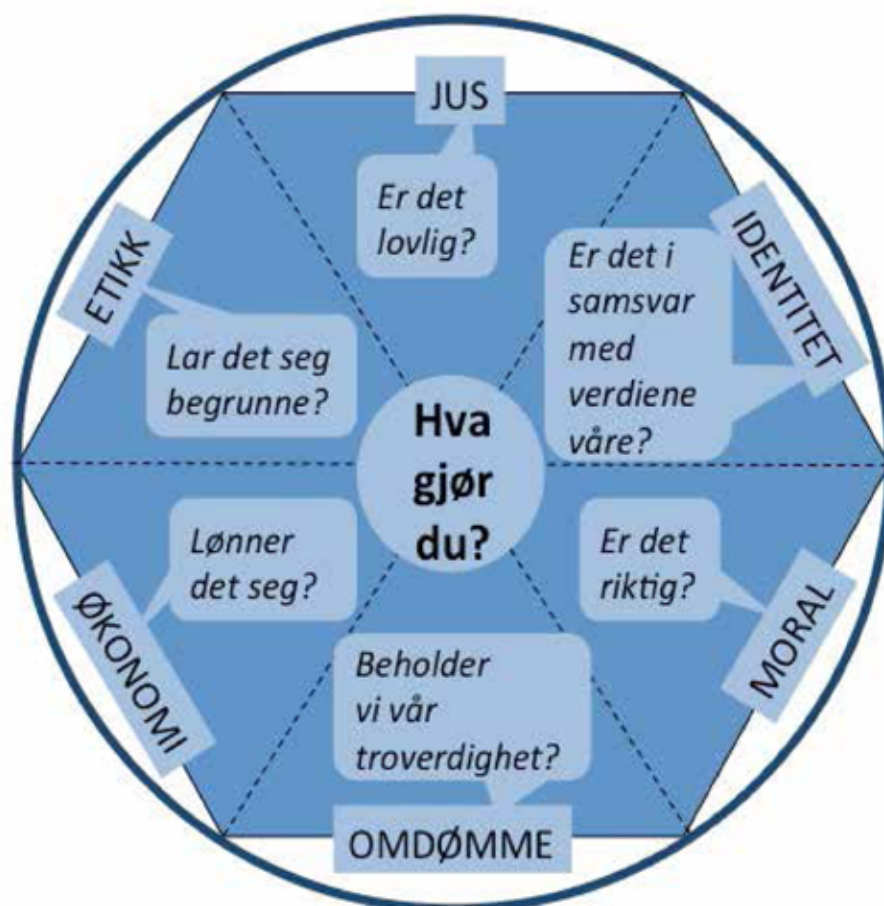 JUS
Er det
lovlig?
IDENTITET
Er det i
samsvar
med
verdiene
våre?
MORAL
Er det
riktig?
OMDØMME
Beholder
vi vår
troverdighet?
ØKONOMI
Lønner
det seg?
ETIKK
Lar det seg
begrunne?
Hva
gjør
du?